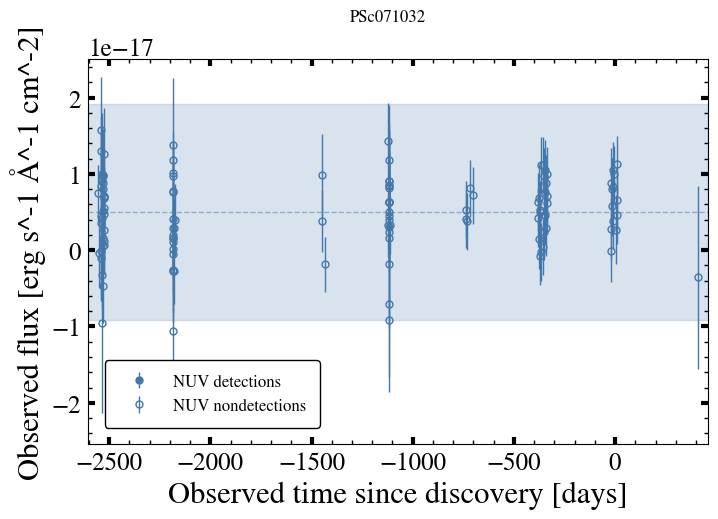 PSc071032
1e−17
Observed flux [erg s^-1 Å^-1 cm^-2]
2
1
0
−1
−2
NUV detections
NUV nondetections
−2500 −2000 −1500 −1000 −500 0
Observed time since discovery [days]